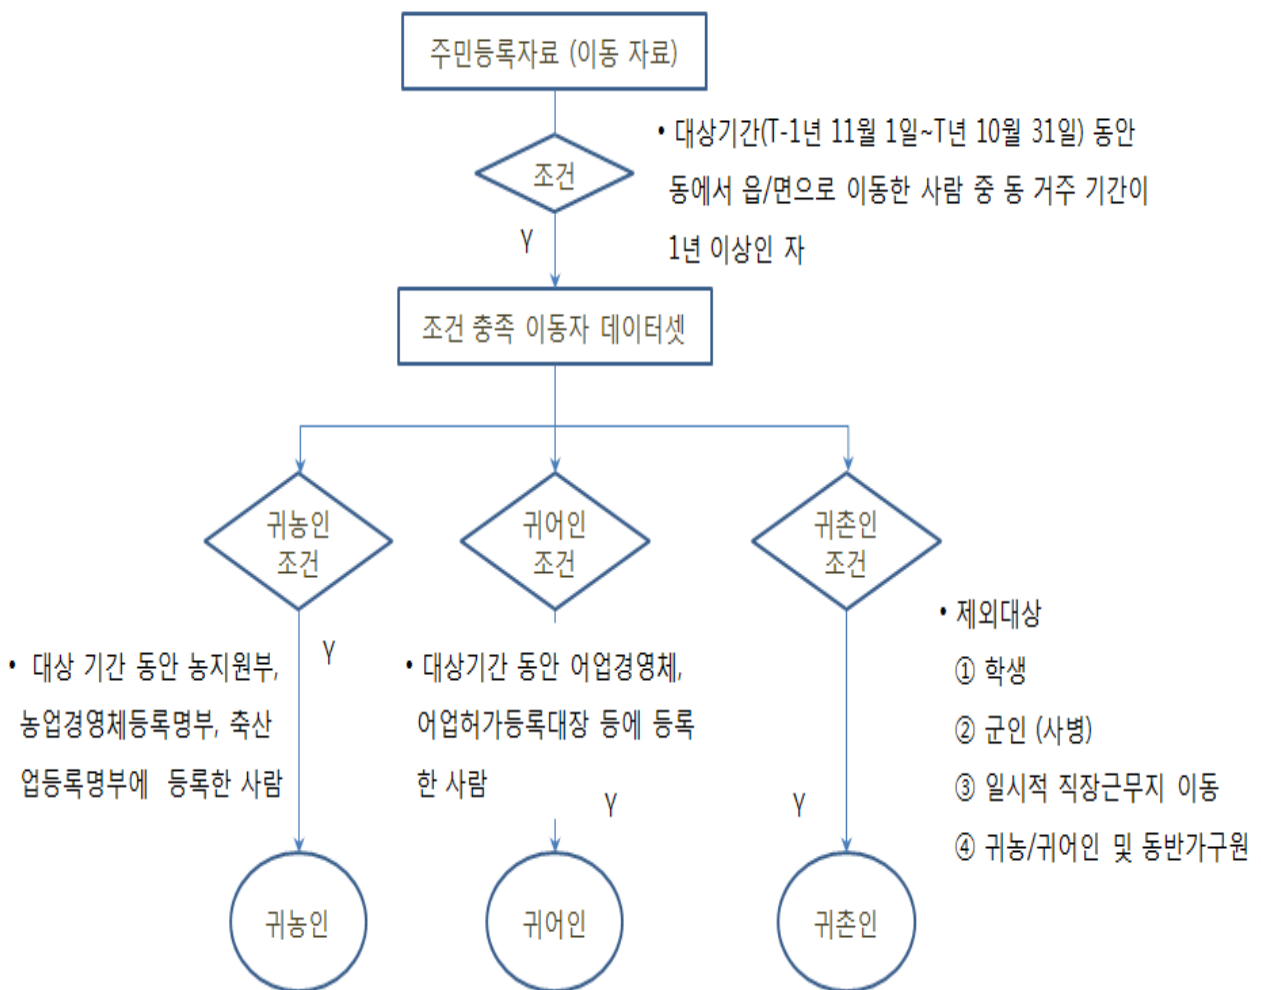 주민등록자료 (이동 자료)
조건
• 대상기간(T-1년 11월 1일~T년 10월 31일) 동안
동에서 읍/면으로 이동한 사람 중 동 거주 기간이
1년 이상인 자
Y
조건 충족 이동자 데이터셋
귀농인
조건
귀어인
조건
귀촌인
조건
Y
• 대상 기간 동안 농지원부,
농업경영체등록명부, 축산
업등록명부에 등록한 사람
• 대상기간 동안 어업경영체,
어업허가등록대장 등에 등록
한 사람
Y
Y
• 제외대상
① 학생
② 군인 (사병)
③ 일시적 직장근무지 이동
④ 귀농/귀어인 및 동반가구원
귀농인
귀어인
귀촌인